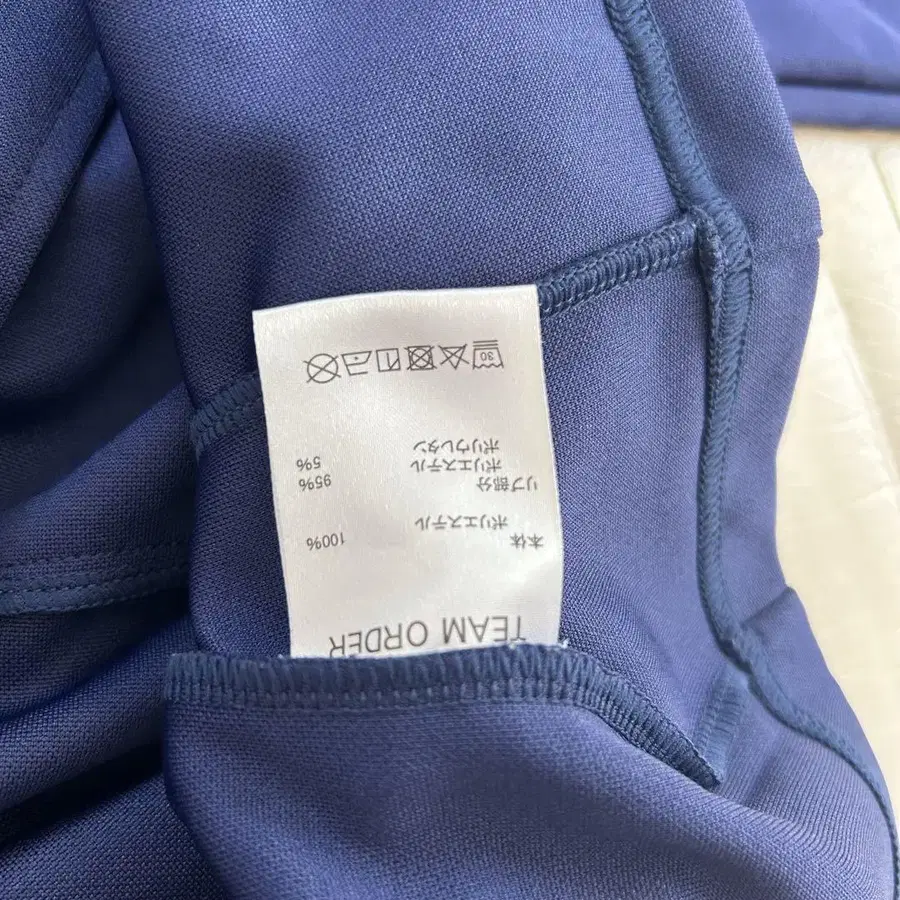 TEAM ORDER
本体 100%
ポリエステル
リブ部分 95%
ポリエステル 5%
ポリウレタン
30